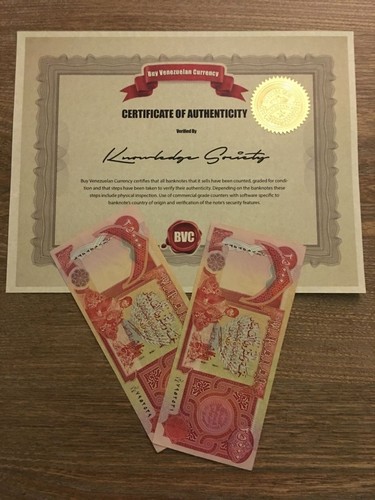 Buy Venezuelan Currency
CERTIFICATE OF AUTHENTICITY
Verified By
Knowledge Society
Buy Venezuelan Currency certifies that all banknotes that it sells have been counted, graded for condi-
tion and that steps have been taken to verify their authenticity. Depending on the banknotes these
steps include physical inspection. Use of commercial grade counters with software specific to
banknote's country of origin and verification of the note's security features.
BVC